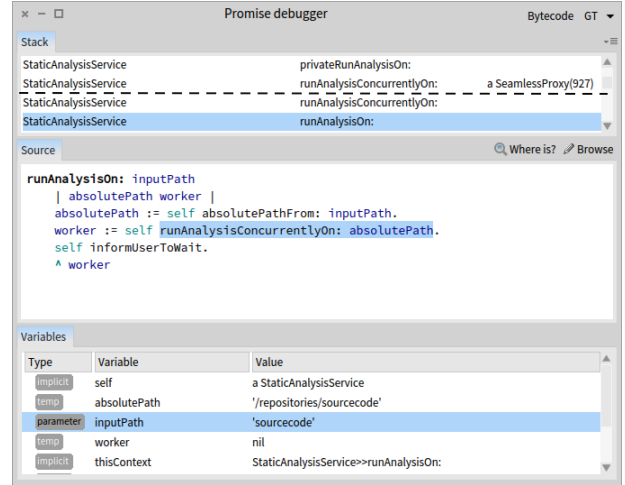 Promise debugger
Bytecode GT
Stack
StaticAnalysisService privateRunAnalysisOn:
StaticAnalysisService runAnalysisConcurrentlyOn: a SeamlessProxy(927)
StaticAnalysisService runAnalysisConcurrentlyOn:
StaticAnalysisService runAnalysisOn:
Source Where is? Browse
runAnalysisOn: inputPath
| absolutePath worker |
absolutePath := self absolutePathFrom: inputPath.
worker := self runAnalysisConcurrentlyOn: absolutePath.
self informUserToWait.
^ worker
Variables
Type Variable Value
implicit self a StaticAnalysisService
temp absolutePath '/repositories/sourcecode'
parameter inputPath 'sourcecode'
temp worker nil
implicit thisContext StaticAnalysisService>>runAnalysisOn: